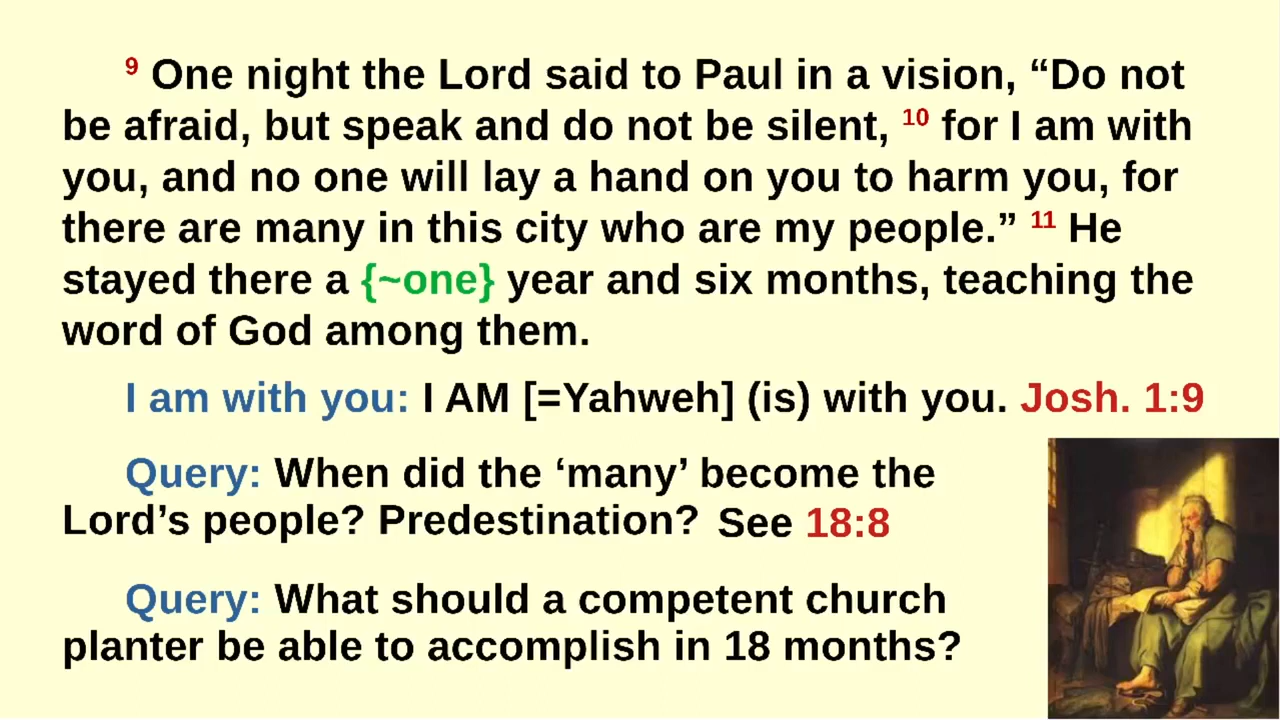 9 One night the Lord said to Paul in a vision, “Do not
be afraid, but speak and do not be silent, 10 for I am with
you, and no one will lay a hand on you to harm you, for
there are many in this city who are my people.” 11 He
stayed there a {~one} year and six months, teaching the
word of God among them.
I am with you: I AM [=Yahweh] (is) with you. Josh. 1:9
Query: When did the ‘many’ become the
Lord’s people? Predestination? See 18:8
Query: What should a competent church
planter be able to accomplish in 18 months?